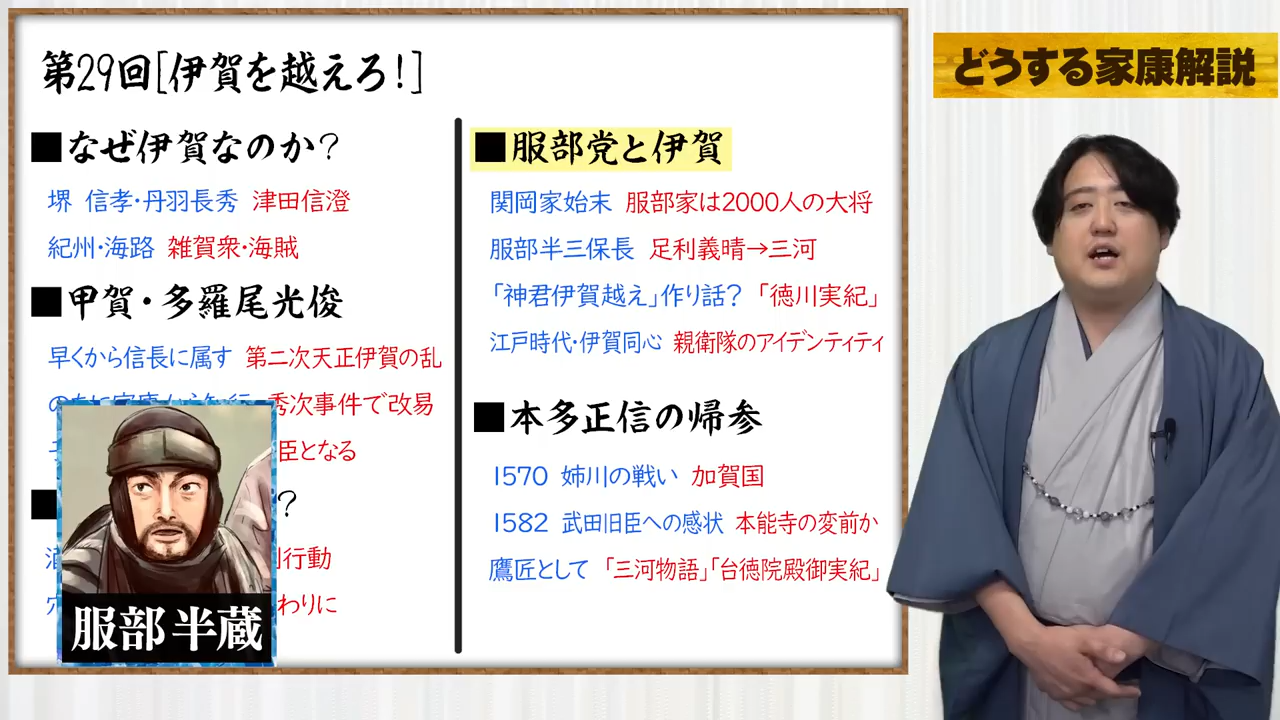 第29回[伊賀を越えろ!]
■なぜ伊賀なのか?
堺 信孝・丹羽長秀 津田信澄
紀州・海路 雑賀衆・海賊
■甲賀・多羅尾光俊
早くから信長に属す 第二次天正伊賀の乱
秀次事件で改易
臣となる
?
行動
わりに
服部 半蔵
■服部党と伊賀
関岡家始末 服部家は2000人の大将
服部半三保長 足利義晴→三河
「神君伊賀越え」作り話? 「徳川実紀」
江戸時代・伊賀同心 親衛隊のアイデンティティ
■本多正信の帰参
1570 姉川の戦い 加賀国
1582 武田旧臣への感状 本能寺の変前か
鷹匠として 「三河物語」「台徳院殿御実紀」
どうする家康解説